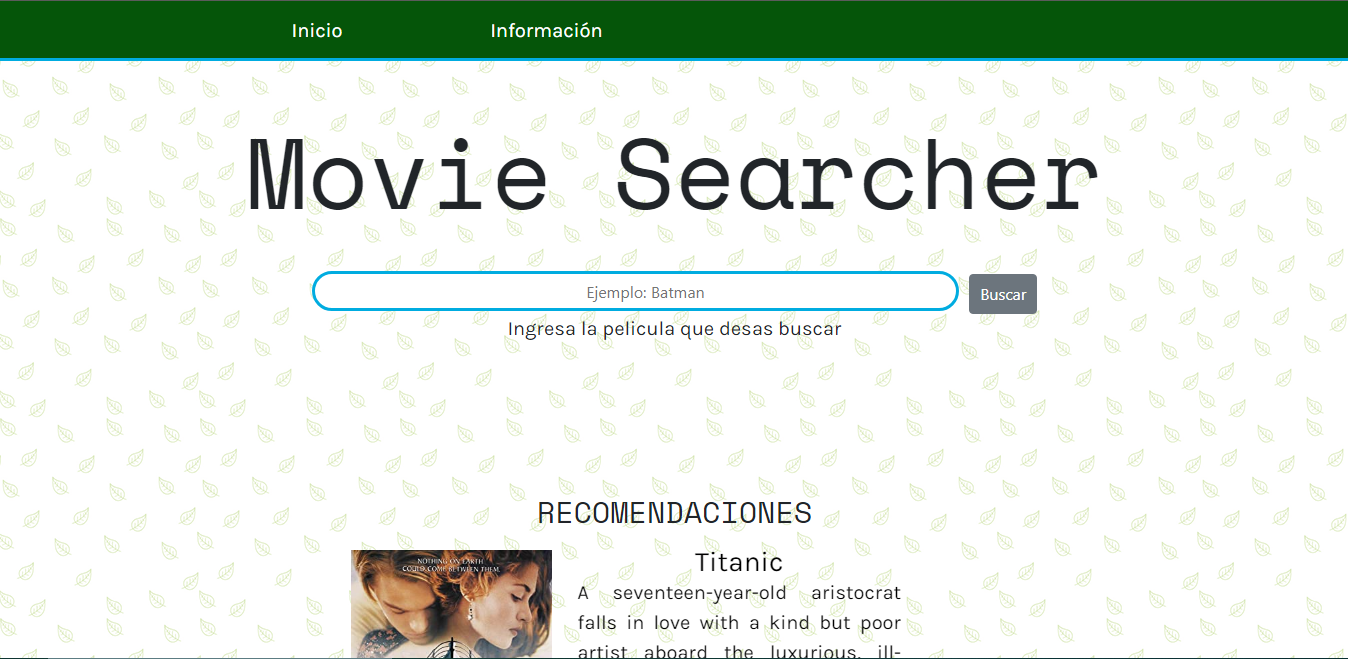 Inicio
Información
Movie Searcher
Ejemplo: Batman
Buscar
Ingresa la pelicula que desas buscar
RECOMENDACIONES
NOTHING ON EARTH
COULD COME BETWEEN THEM.
Titanic
A seventeen-year-old aristocrat
falls in love with a kind but poor
artist aboard the luxurious, ill-